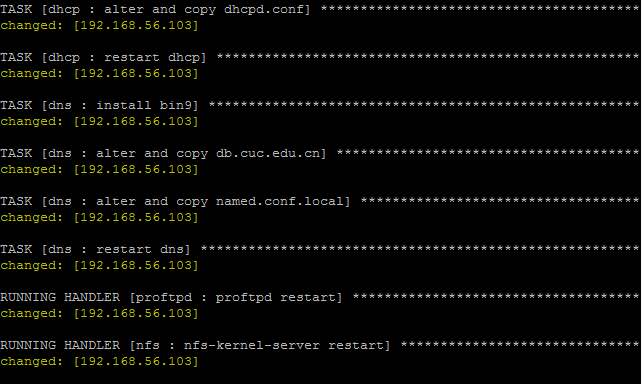 TASK [dhcp : alter and copy dhcpd.conf] ****************************************
changed: [192.168.56.103]
TASK [dhcp : restart dhcp] *****************************************************
changed: [192.168.56.103]
TASK [dns : install bin9] ******************************************************
changed: [192.168.56.103]
TASK [dns : alter and copy db.cuc.edu.cn] **************************************
changed: [192.168.56.103]
TASK [dns : alter and copy named.conf.local] ***********************************
changed: [192.168.56.103]
TASK [dns : restart dns] *******************************************************
changed: [192.168.56.103]
RUNNING HANDLER [proftpd : proftpd restart] ************************************
changed: [192.168.56.103]
RUNNING HANDLER [nfs : nfs-kernel-server restart] ******************************
changed: [192.168.56.103]